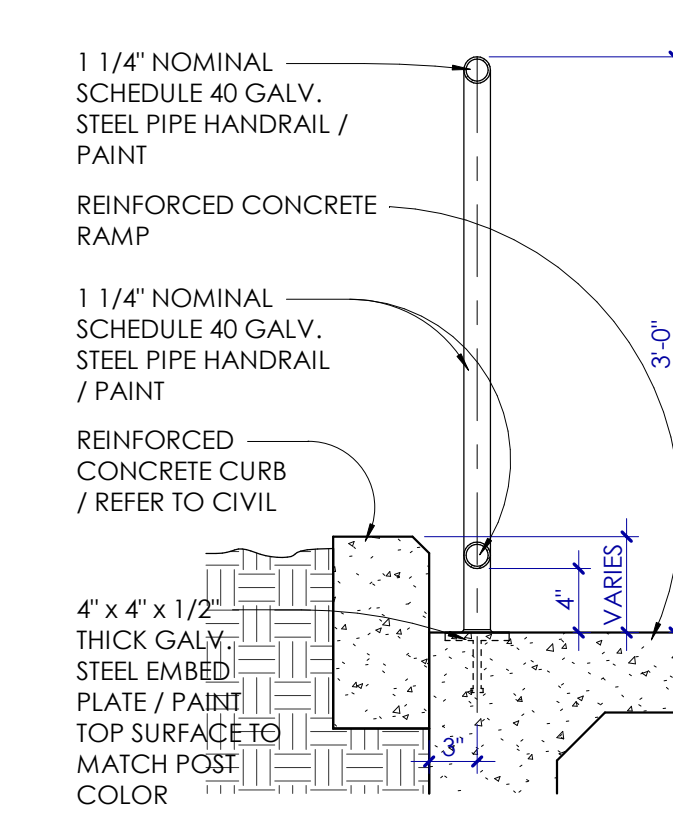 1 1/4" NOMINAL
SCHEDULE 40 GALV.
STEEL PIPE HANDRAIL /
PAINT
REINFORCED CONCRETE
RAMP
1 1/4" NOMINAL
SCHEDULE 40 GALV.
STEEL PIPE HANDRAIL
/ PAINT
REINFORCED
CONCRETE CURB
/ REFER TO CIVIL
4" x 4" x 1/2"
THICK GALV.
STEEL EMBED
PLATE / PAINT
TOP SURFACE TO
MATCH POST
COLOR
3'-0"
4"
VARIES
3"